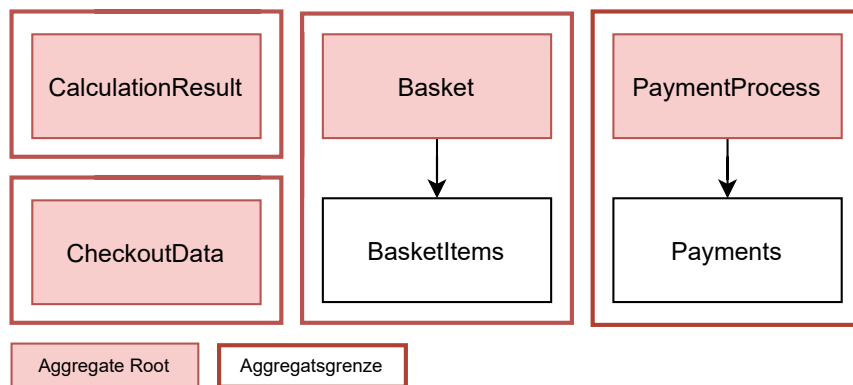 CalculationResult
Basket
PaymentProcess
CheckoutData
BasketItems
Payments
Aggregate Root
Aggregatsgrenze